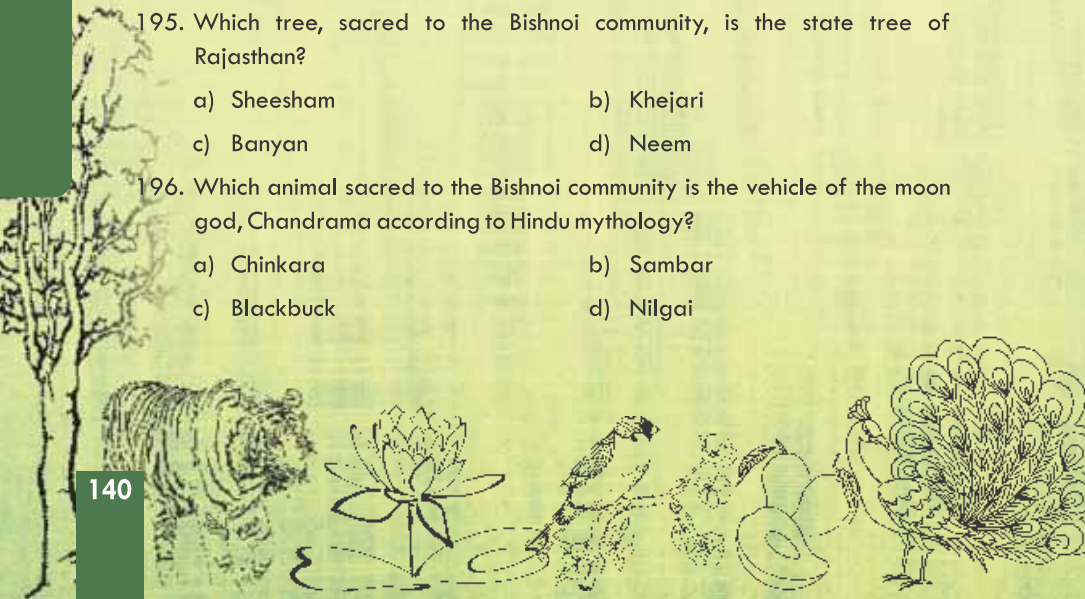 195. Which tree, sacred to the Bishnoi community, is the state tree of
Rajasthan?
a) Sheesham b) Khejari
c) Banyan d) Neem
196. Which animal sacred to the Bishnoi community is the vehicle of the moon
god, Chandrama according to Hindu mythology?
a) Chinkara b) Sambar
c) Blackbuck d) Nilgai
140